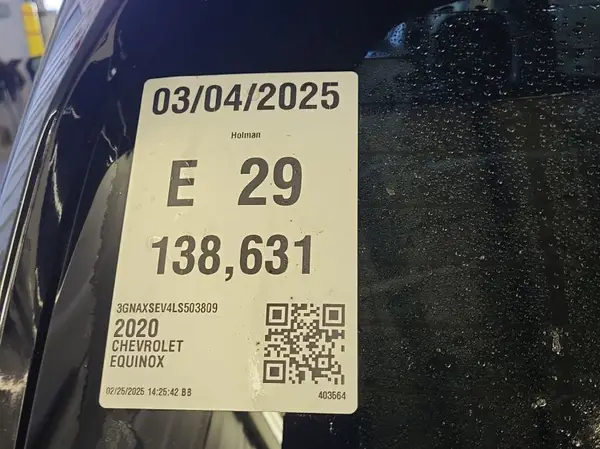 03/04/2025
Holman
E 29
138,631
3GNAXSEV4LS503809
2020
CHEVROLET
EQUINOX
02/25/2025 14:25:42 BB
403564